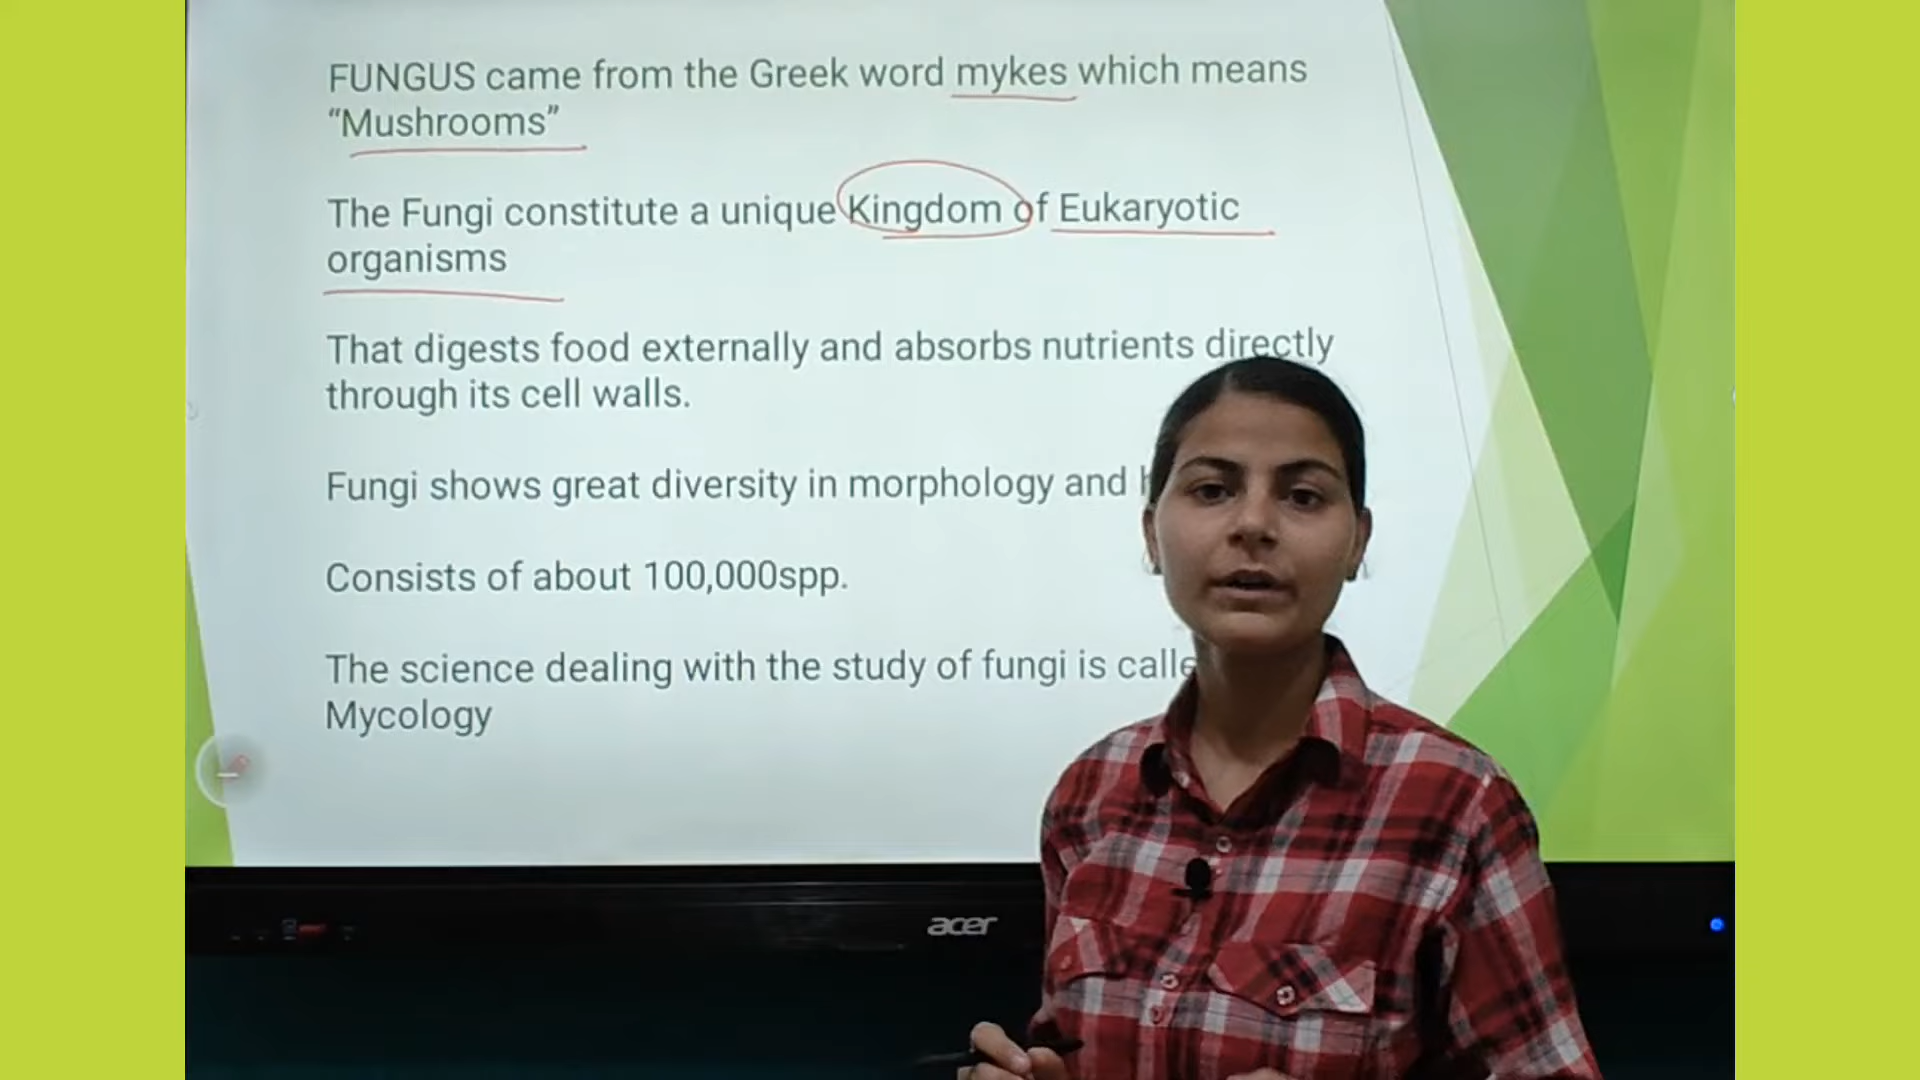 FUNGUS came from the Greek word mykes which means
“Mushrooms”
The Fungi constitute a unique Kingdom of Eukaryotic
organisms
That digests food externally and absorbs nutrients directly
through its cell walls.
Fungi shows great diversity in morphology and
Consists of about 100,000spp.
The science dealing with the study of fungi is
Mycology
acer